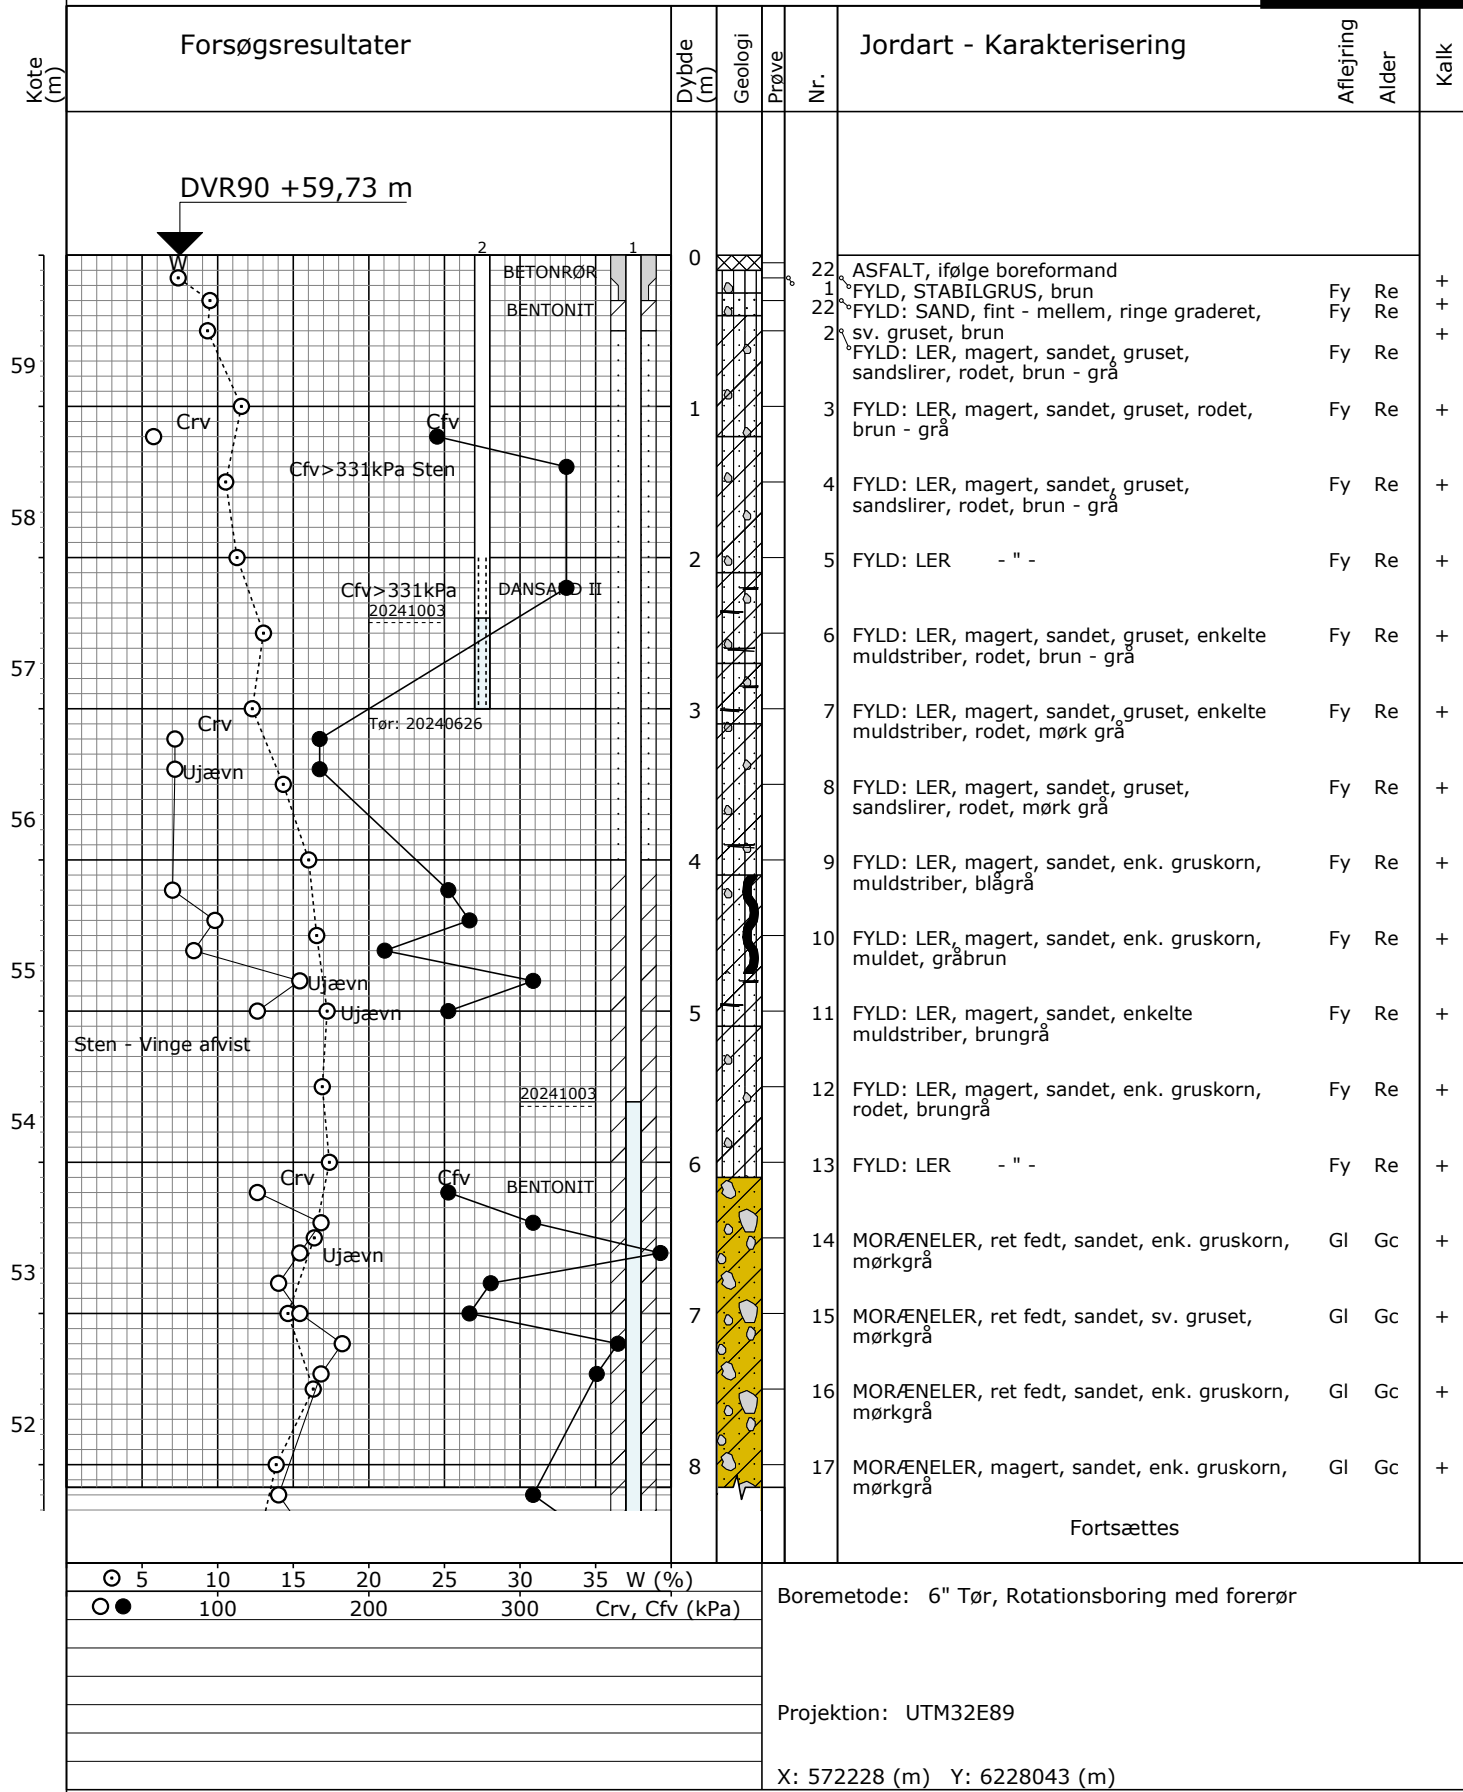 Kote (m)
Forsøgsresultater
Dybde (m)
Geologi
Prøve
Nr.
Jordart - Karakterisering
Aflejring
Alder
Kalk
DVR90 +59,73 m
W
2
1
0
BETONRØR
BENTONIT
22 ASFALT, ifølge boreformand +
1 FYLD, STABILGRUS, brun Fy Re +
22 FYLD: SAND, fint - mellem, ringe graderet, Fy Re
2 sv. gruset, brun +
FYLD: LER, magert, sandet, gruset, Fy Re
sandslirer, rodet, brun - grå
59
1
Crv
Cfv
3 FYLD: LER, magert, sandet, gruset, rodet, Fy Re +
brun - grå
Cfv>331kPa Sten
4 FYLD: LER, magert, sandet, gruset, Fy Re +
sandslirer, rodet, brun - grå
58
2
5 FYLD: LER - " - Fy Re +
Cfv>331kPa
DANSAND II
20241003
6 FYLD: LER, magert, sandet, gruset, enkelte Fy Re +
muldstriber, rodet, brun - grå
57
3
Crv
Tør: 20240626
7 FYLD: LER, magert, sandet, gruset, enkelte Fy Re +
muldstriber, rodet, mørk grå
Ujævn
8 FYLD: LER, magert, sandet, gruset, Fy Re +
sandslirer, rodet, mørk grå
56
4
9 FYLD: LER, magert, sandet, enk. gruskorn, Fy Re +
muldstriber, blågrå
10 FYLD: LER, magert, sandet, enk. gruskorn, Fy Re +
muldet, gråbrun
55
Ujævn
Ujævn
5
11 FYLD: LER, magert, sandet, enkelte Fy Re +
muldstriber, brungrå
Sten - Vinge afvist
20241003
12 FYLD: LER, magert, sandet, enk. gruskorn, Fy Re +
rodet, brungrå
54
6
13 FYLD: LER - " - Fy Re +
Crv
Cfv
BENTONIT
14 MORÆNELER, ret fedt, sandet, enk. gruskorn, Gl Gc +
mørkgrå
Ujævn
53
7
15 MORÆNELER, ret fedt, sandet, sv. gruset, Gl Gc +
mørkgrå
16 MORÆNELER, ret fedt, sandet, enk. gruskorn, Gl Gc +
mørkgrå
52
8
17 MORÆNELER, magert, sandet, enk. gruskorn, Gl Gc +
mørkgrå
Fortsættes
5 10 15 20 25 30 35 W (%)
100 200 300 Crv, Cfv (kPa)
Boremetode: 6" Tør, Rotationsboring med forerør
Projektion: UTM32E89
X: 572228 (m) Y: 6228043 (m)